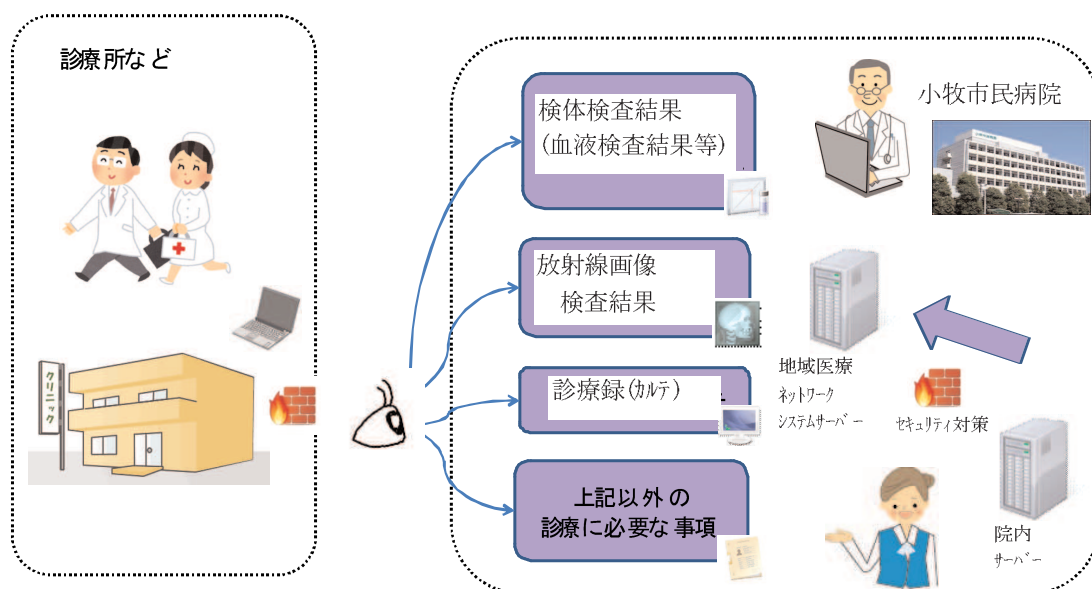 診療所など
クリニック
検体検査結果
(血液検査結果等)
放射線画像
検査結果
診療録(ｶﾙﾃ)
上記以外の
診療に必要な事項
小牧市民病院
地域医療
ﾈｯﾄﾜｰｸ
ｼｽﾃﾑｻｰﾊﾞｰ
ｾｷｭﾘﾃｨ対策
院内
ｻｰﾊﾞｰ